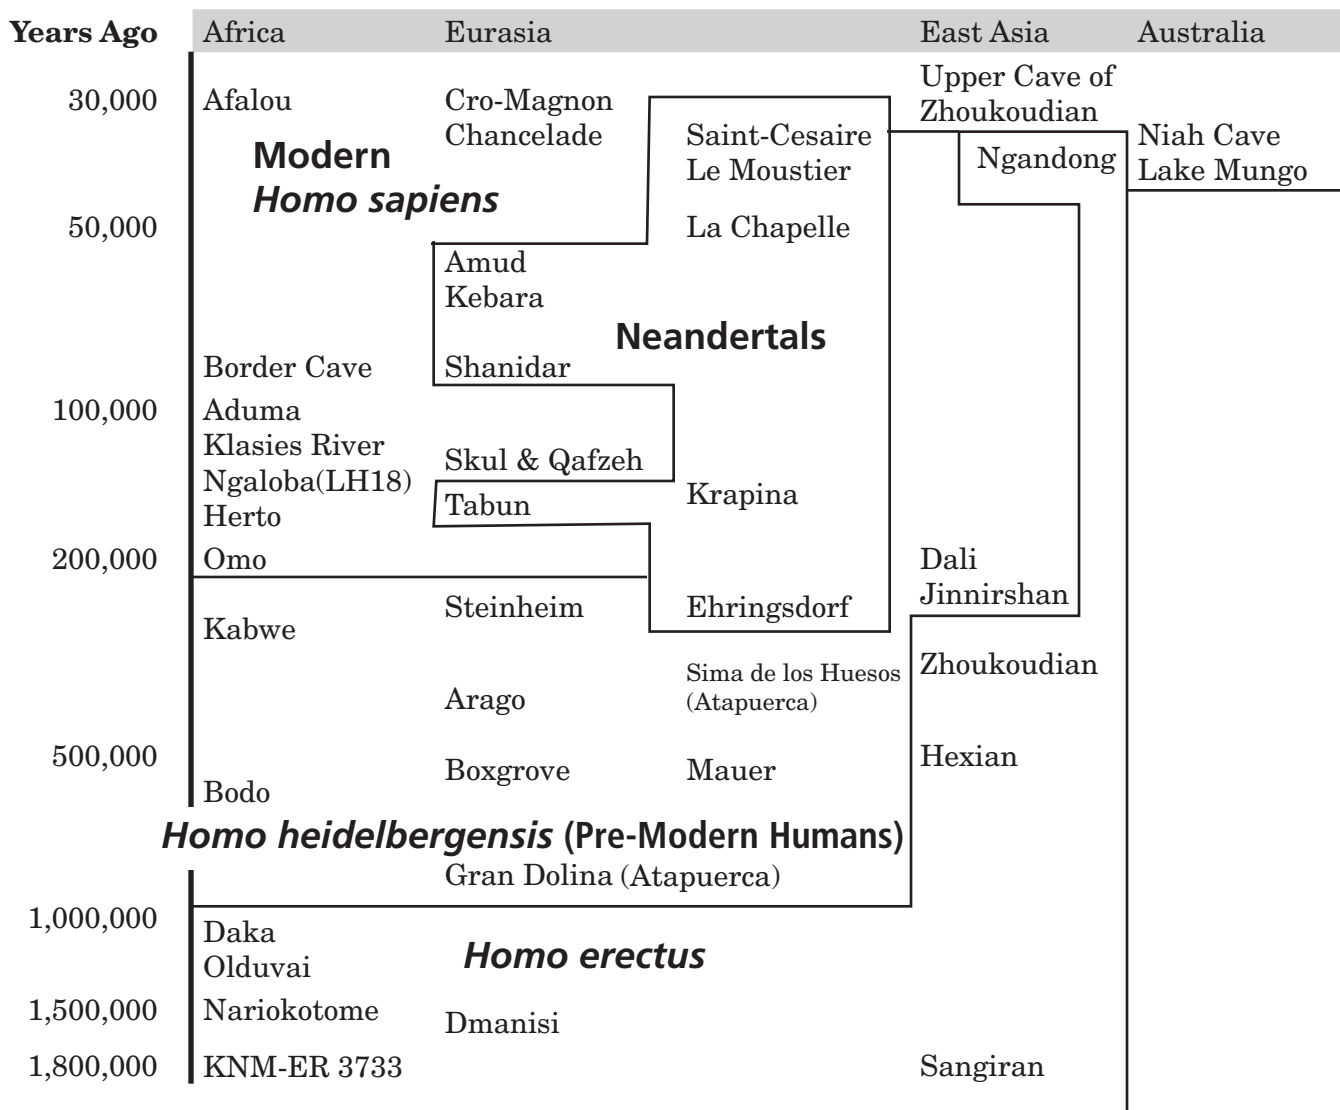 Years Ago Africa Eurasia East Asia Australia
Upper Cave of
30,000 Afalou Cro-Magnon Zhoukoudian
Chancelade Saint-Cesaire Niah Cave
Modern Le Moustier Ngandong Lake Mungo
Homo sapiens
50,000 La Chapelle
Amud
Kebara
Neandertals
Border Cave Shanidar
100,000 Aduma
Klasies River
Skul & Qafzeh
Ngaloba(LH18) Krapina
Herto Tabun
200,000 Omo Dali
Steinheim Ehringsdorf Jinnirshan
Kabwe
Sima de los Huesos Zhoukoudian
Arago (Atapuerca)
500,000 Boxgrove Mauer Hexian
Bodo
Homo heidelbergensis (Pre-Modern Humans)
Gran Dolina (Atapuerca)
1,000,000 Daka
Olduvai Homo erectus
1,500,000 Nariokotome Dmanisi
1,800,000 KNM-ER 3733 Sangiran